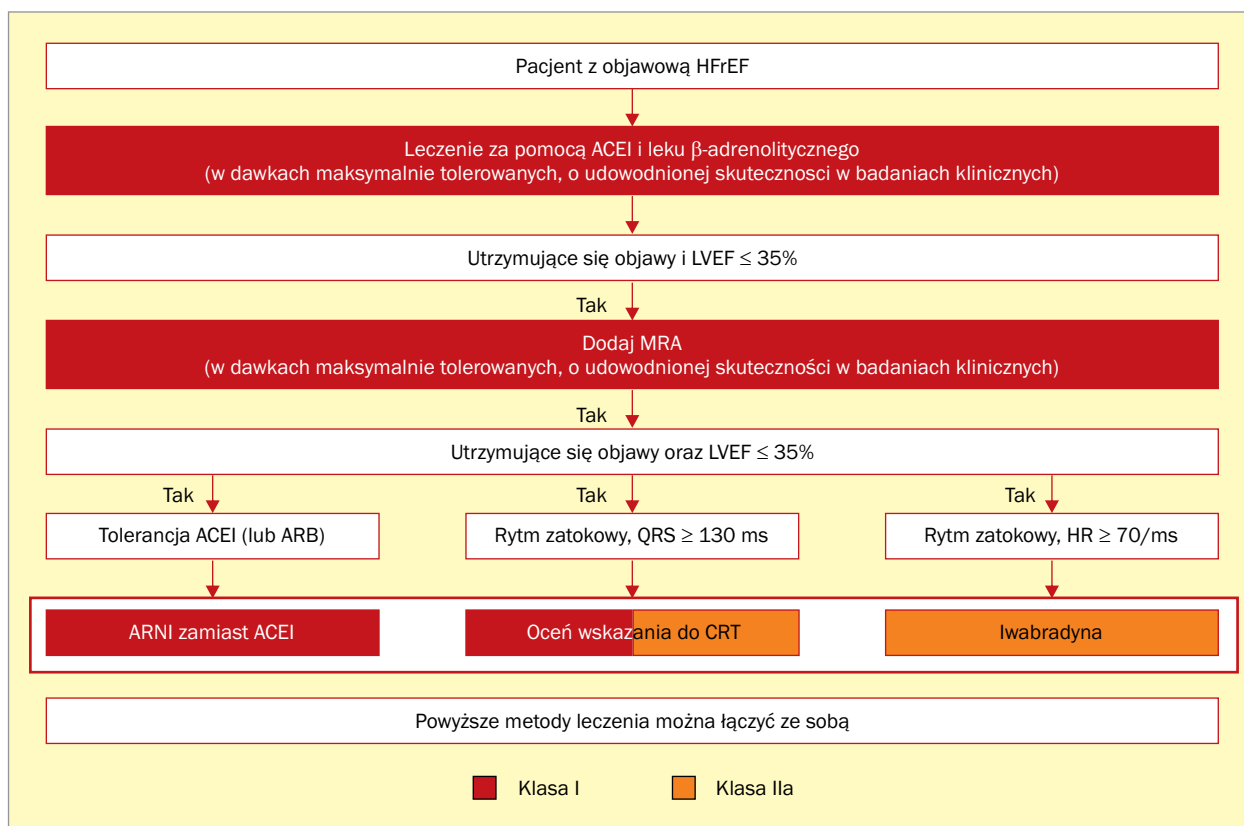 Pacjent z objawową HFrEF
Leczenie za pomocą ACEI i leku β-adrenolitycznego
(w dawkach maksymalnie tolerowanych, o udowodnionej skutecznosci w badaniach klinicznych)
Utrzymujące się objawy i LVEF ≤ 35%
Tak
Dodaj MRA
(w dawkach maksymalnie tolerowanych, o udowodnionej skuteczności w badaniach klinicznych)
Tak
Utrzymujące się objawy oraz LVEF ≤ 35%
Tak
Tak
Tak
Tolerancja ACEI (lub ARB)
Rytm zatokowy, QRS ≥ 130 ms
Rytm zatokowy, HR ≥ 70/ms
ARNI zamiast ACEI
Oceń wskazania do CRT
Iwabradyna
Powyższe metody leczenia można łączyć ze sobą
Klasa I
Klasa IIa